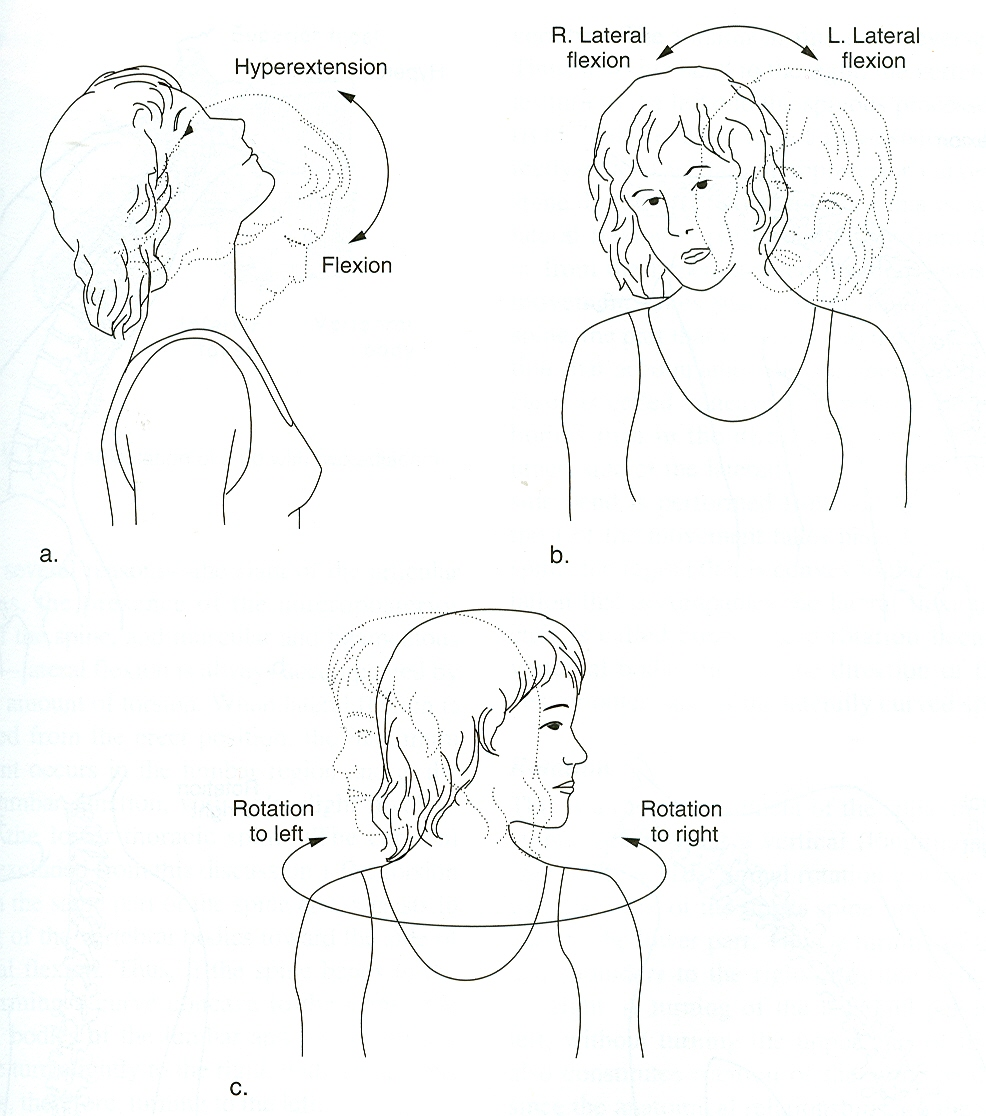 Hyperextension
Flexion
a.
R. Lateral
flexion
L. Lateral
flexion
b.
Rotation
to left
Rotation
to right
c.